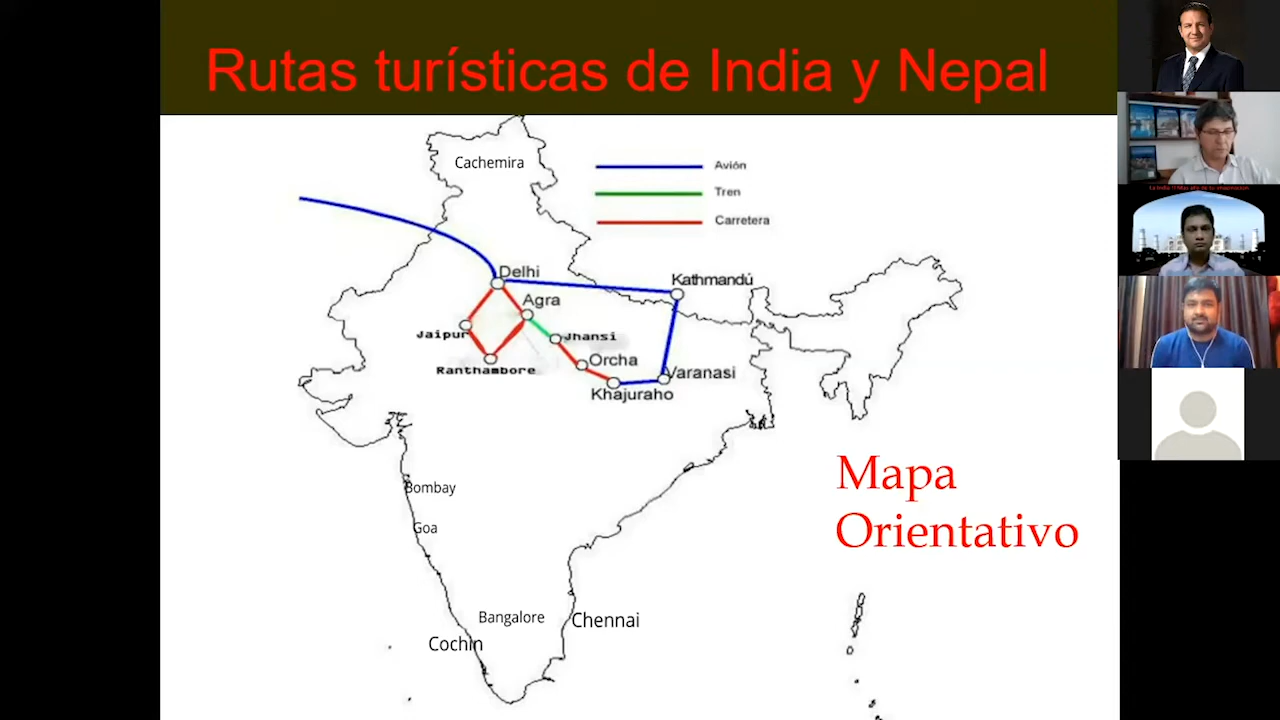 Rutas turísticas de India y Nepal
Cachemira
Avión
Tren
Carretera
Delhi
Kathmandú
Agra
Jaipur
Jhansi
Ranthambore
Orcha
Varanasi
Khajuraho
Mapa
Orientativo
Bombay
Goa
Bangalore
Chennai
Cochin